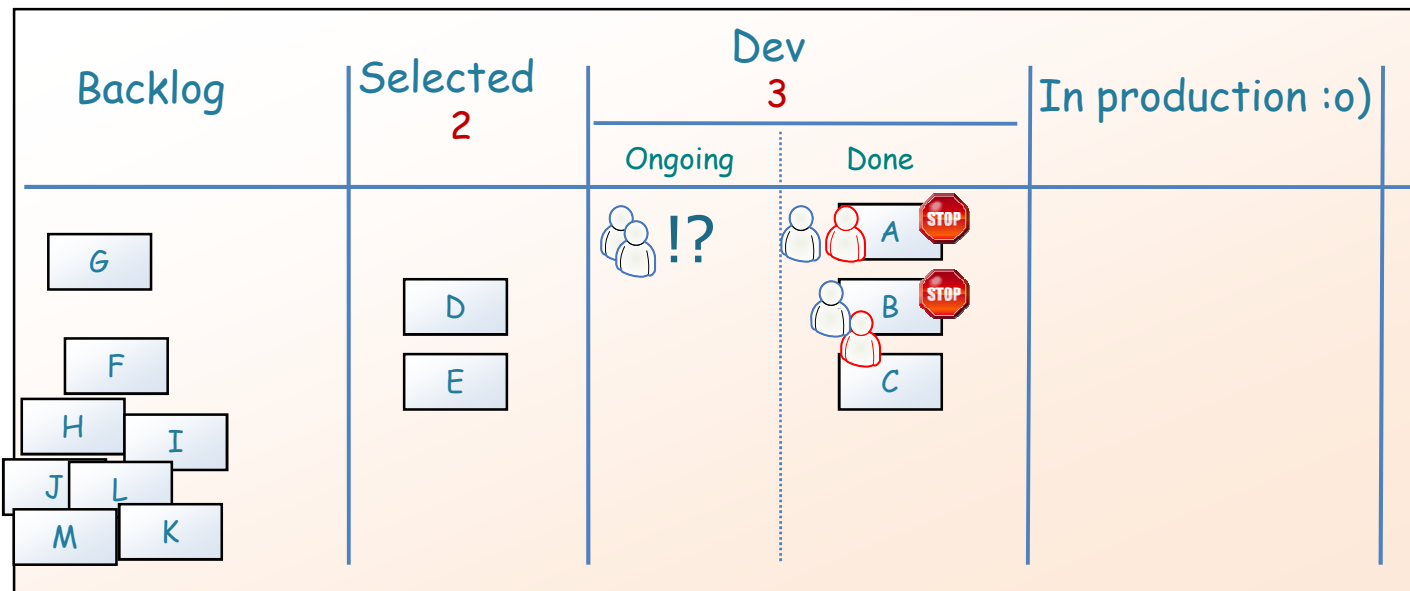 Backlog
Selected
2
Dev
3
In production :o)
Ongoing
Done
!?
A STOP
B STOP
C
D
E
G
F
H
I
J
L
M
K